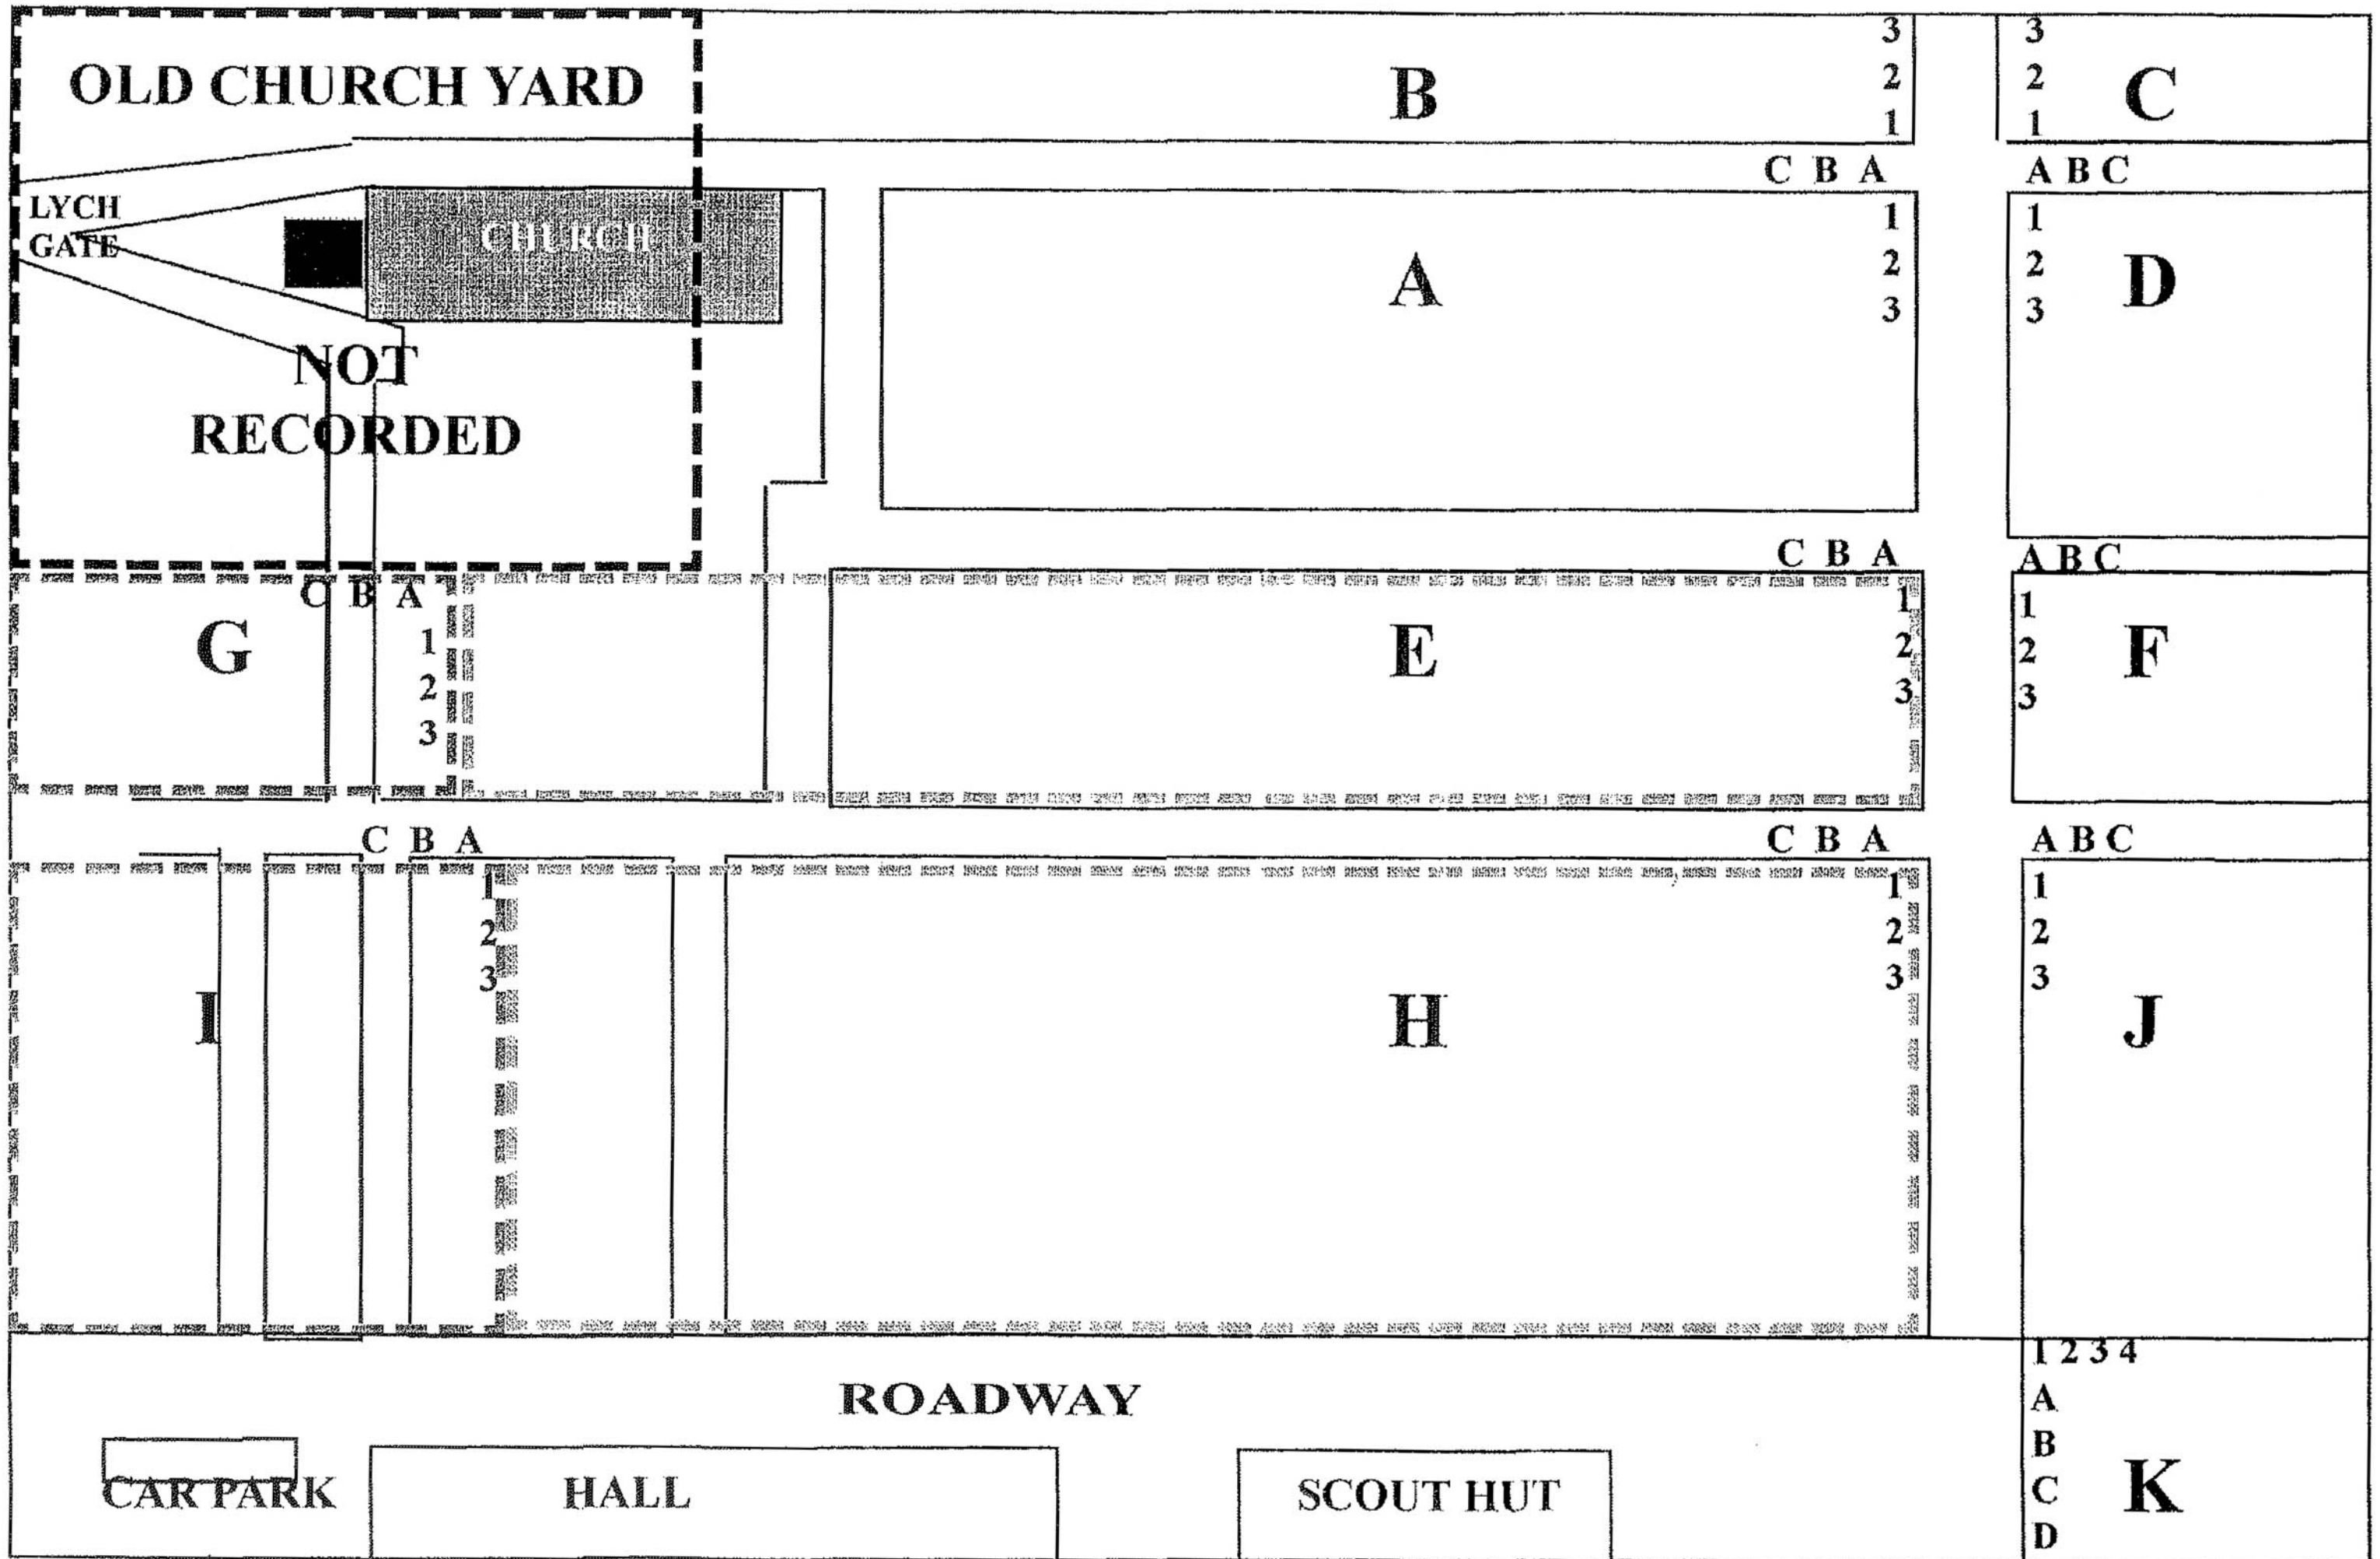 OLD CHURCH YARD
B
3
2
1
3
2
1
C
C B A
A B C
LYCH
GATE
CHURCH
A
1
2
3
1
2
3
D
NOT
RECORDED
C B A
A B C
C B A
G
1
2
3
E
1
2
3
1
2
3
F
C B A
C B A
A B C
I
1
2
3
H
1
2
3
1
2
3
J
ROADWAY
1 2 3 4
A
B
C
D
K
CAR PARK
HALL
SCOUT HUT